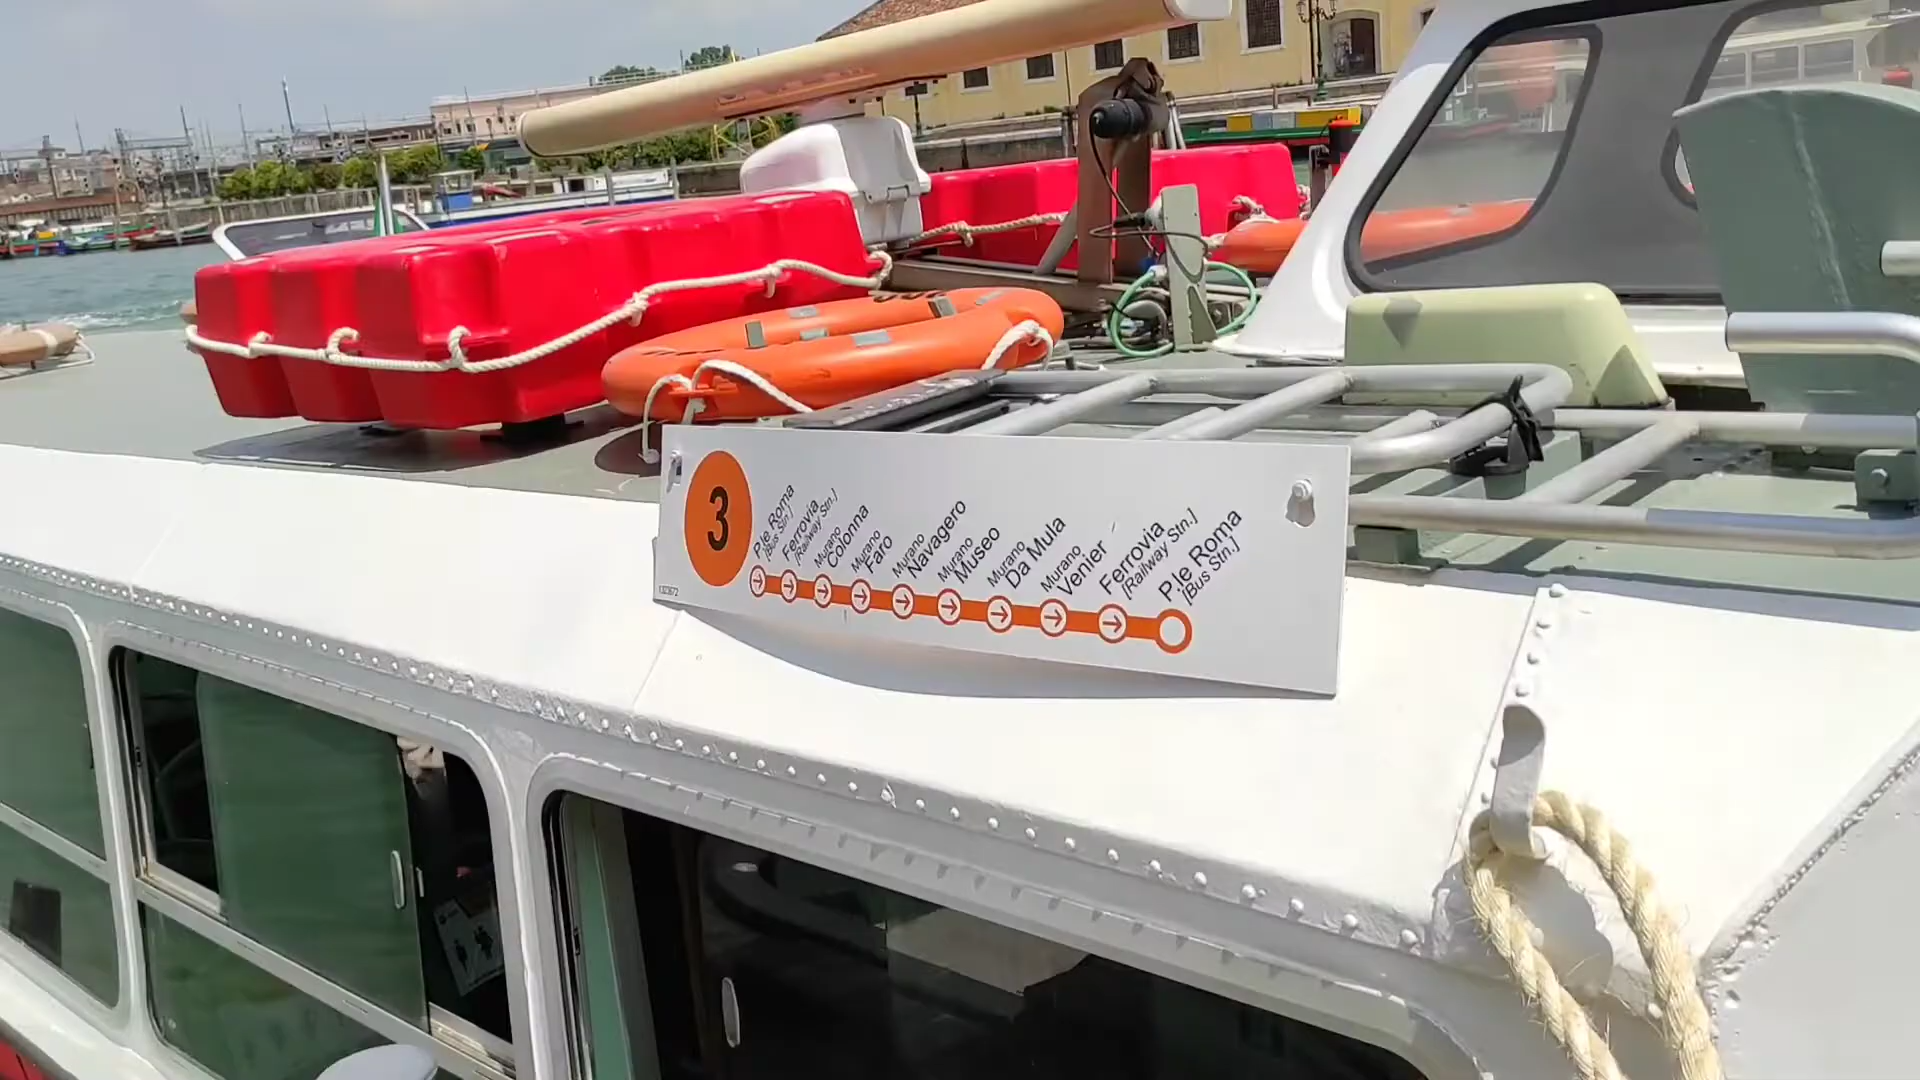 3
P.le Roma
[Bus Stn.]
Ferrovia
[Railway Stn.]
Murano
Colonna
Murano
Faro
Murano
Navagero
Murano
Museo
Murano
Da Mula
Murano
Venier
Ferrovia
[Railway Stn.]
P.le Roma
[Bus Stn.]